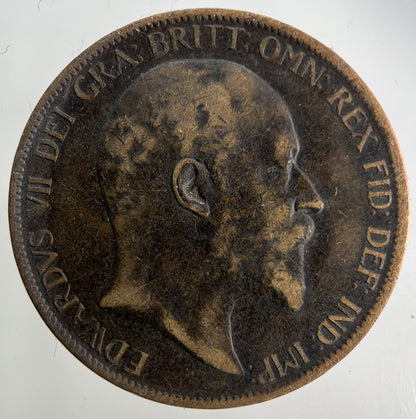 EDWARDVS VII DEI GRA: BRITT: OMN: REX FID: DEF: IND: IMP: